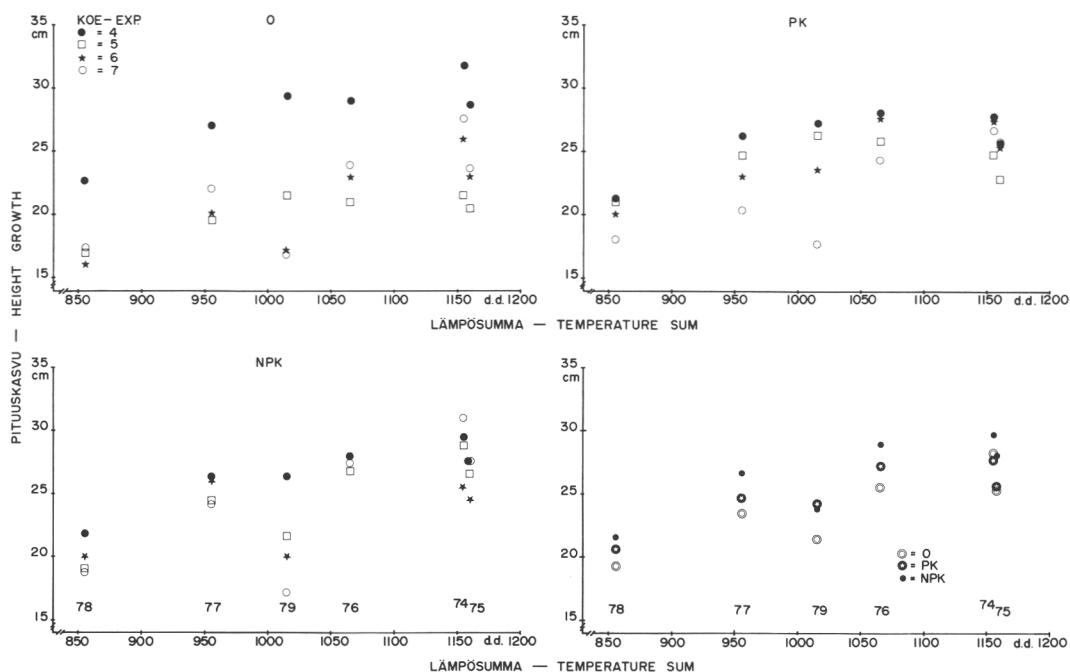 PITUUSKASVU — HEIGHT GROWTH
O
35
cm
30
25
20
15
KOE-EXP.
● = 4
□ = 5
★ = 6
○ = 7
850 900 950 1000 1050 1100 1150 d.d. 1200
PK
35
cm
30
25
20
15
850 900 950 1000 1050 1100 1150 d.d. 1200
LÄMPÖSUMMA — TEMPERATURE SUM
NPK
35
cm
30
25
20
15
78 77 79 76 74 75
850 900 950 1000 1050 1100 1150 d.d. 1200
LÄMPÖSUMMA — TEMPERATURE SUM
35
cm
30
25
20
15
◎ = O
◎ = PK
● = NPK
78 77 79 76 74 75
850 900 950 1000 1050 1100 1150 d.d. 1200